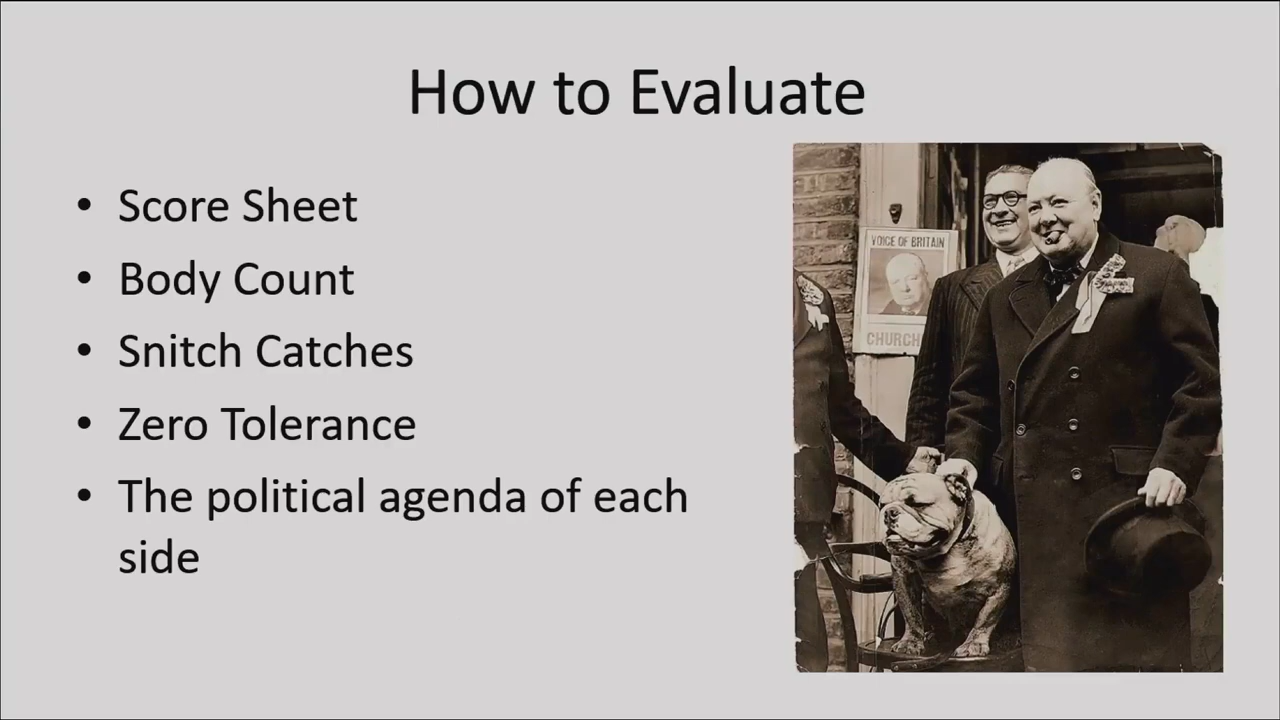 How to Evaluate
• Score Sheet
• Body Count
• Snitch Catches
• Zero Tolerance
• The political agenda of each
side
VOICE OF BRITAIN
CHURCH